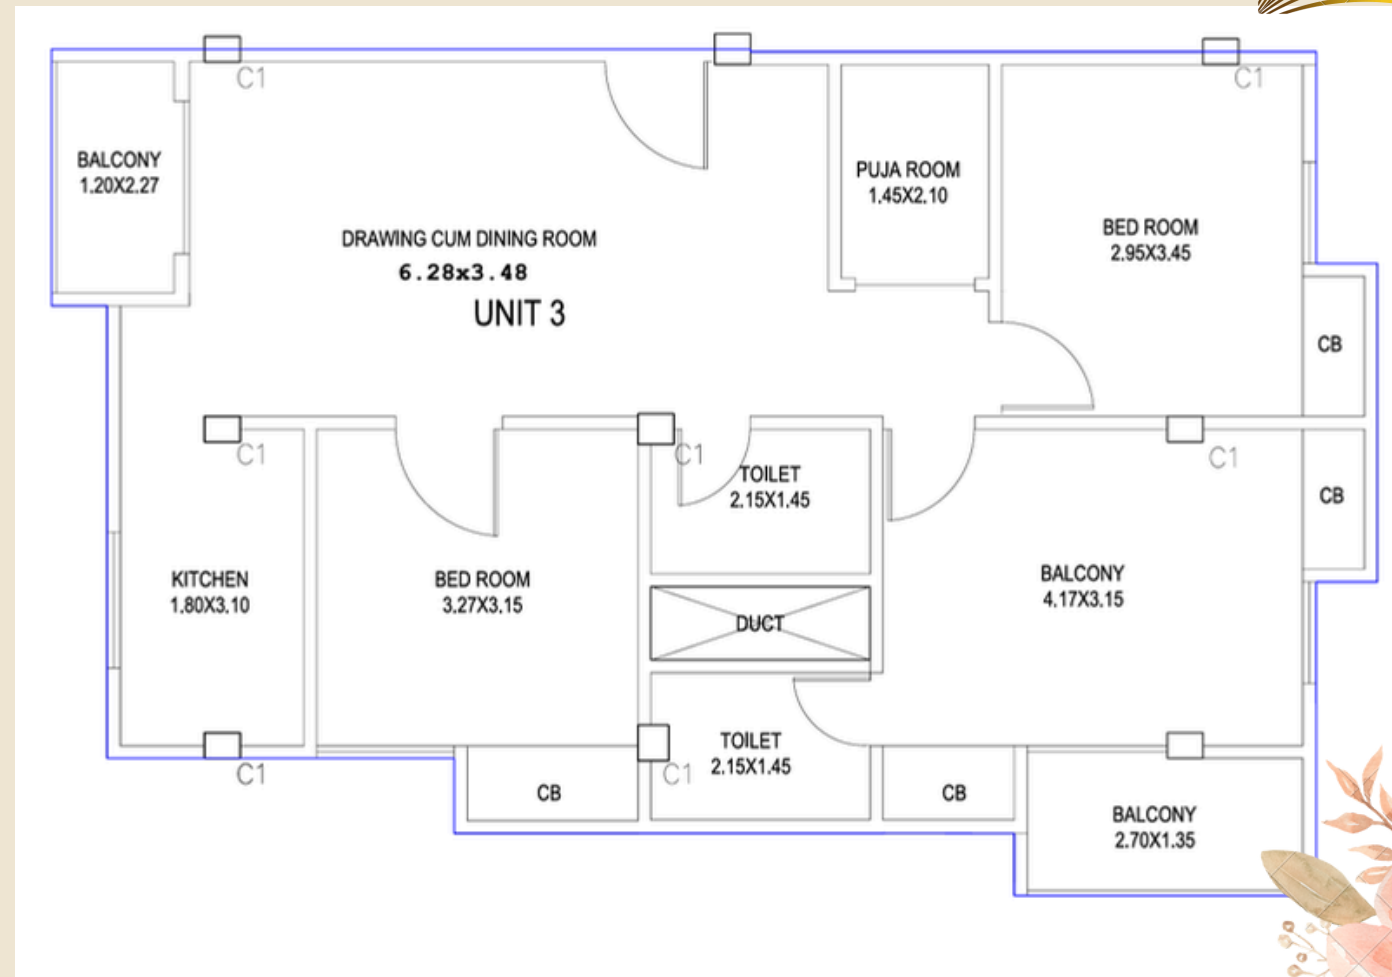 C1
C1
BALCONY
1.20X2.27
PUJA ROOM
1.45X2.10
DRAWING CUM DINING ROOM
6.28x3.48
UNIT 3
BED ROOM
2.95X3.45
CB
C1
C1
C1
TOILET
2.15X1.45
CB
KITCHEN
1.80X3.10
BED ROOM
3.27X3.15
DUCT
BALCONY
4.17X3.15
TOILET
2.15X1.45
C1
C1
CB
CB
BALCONY
2.70X1.35